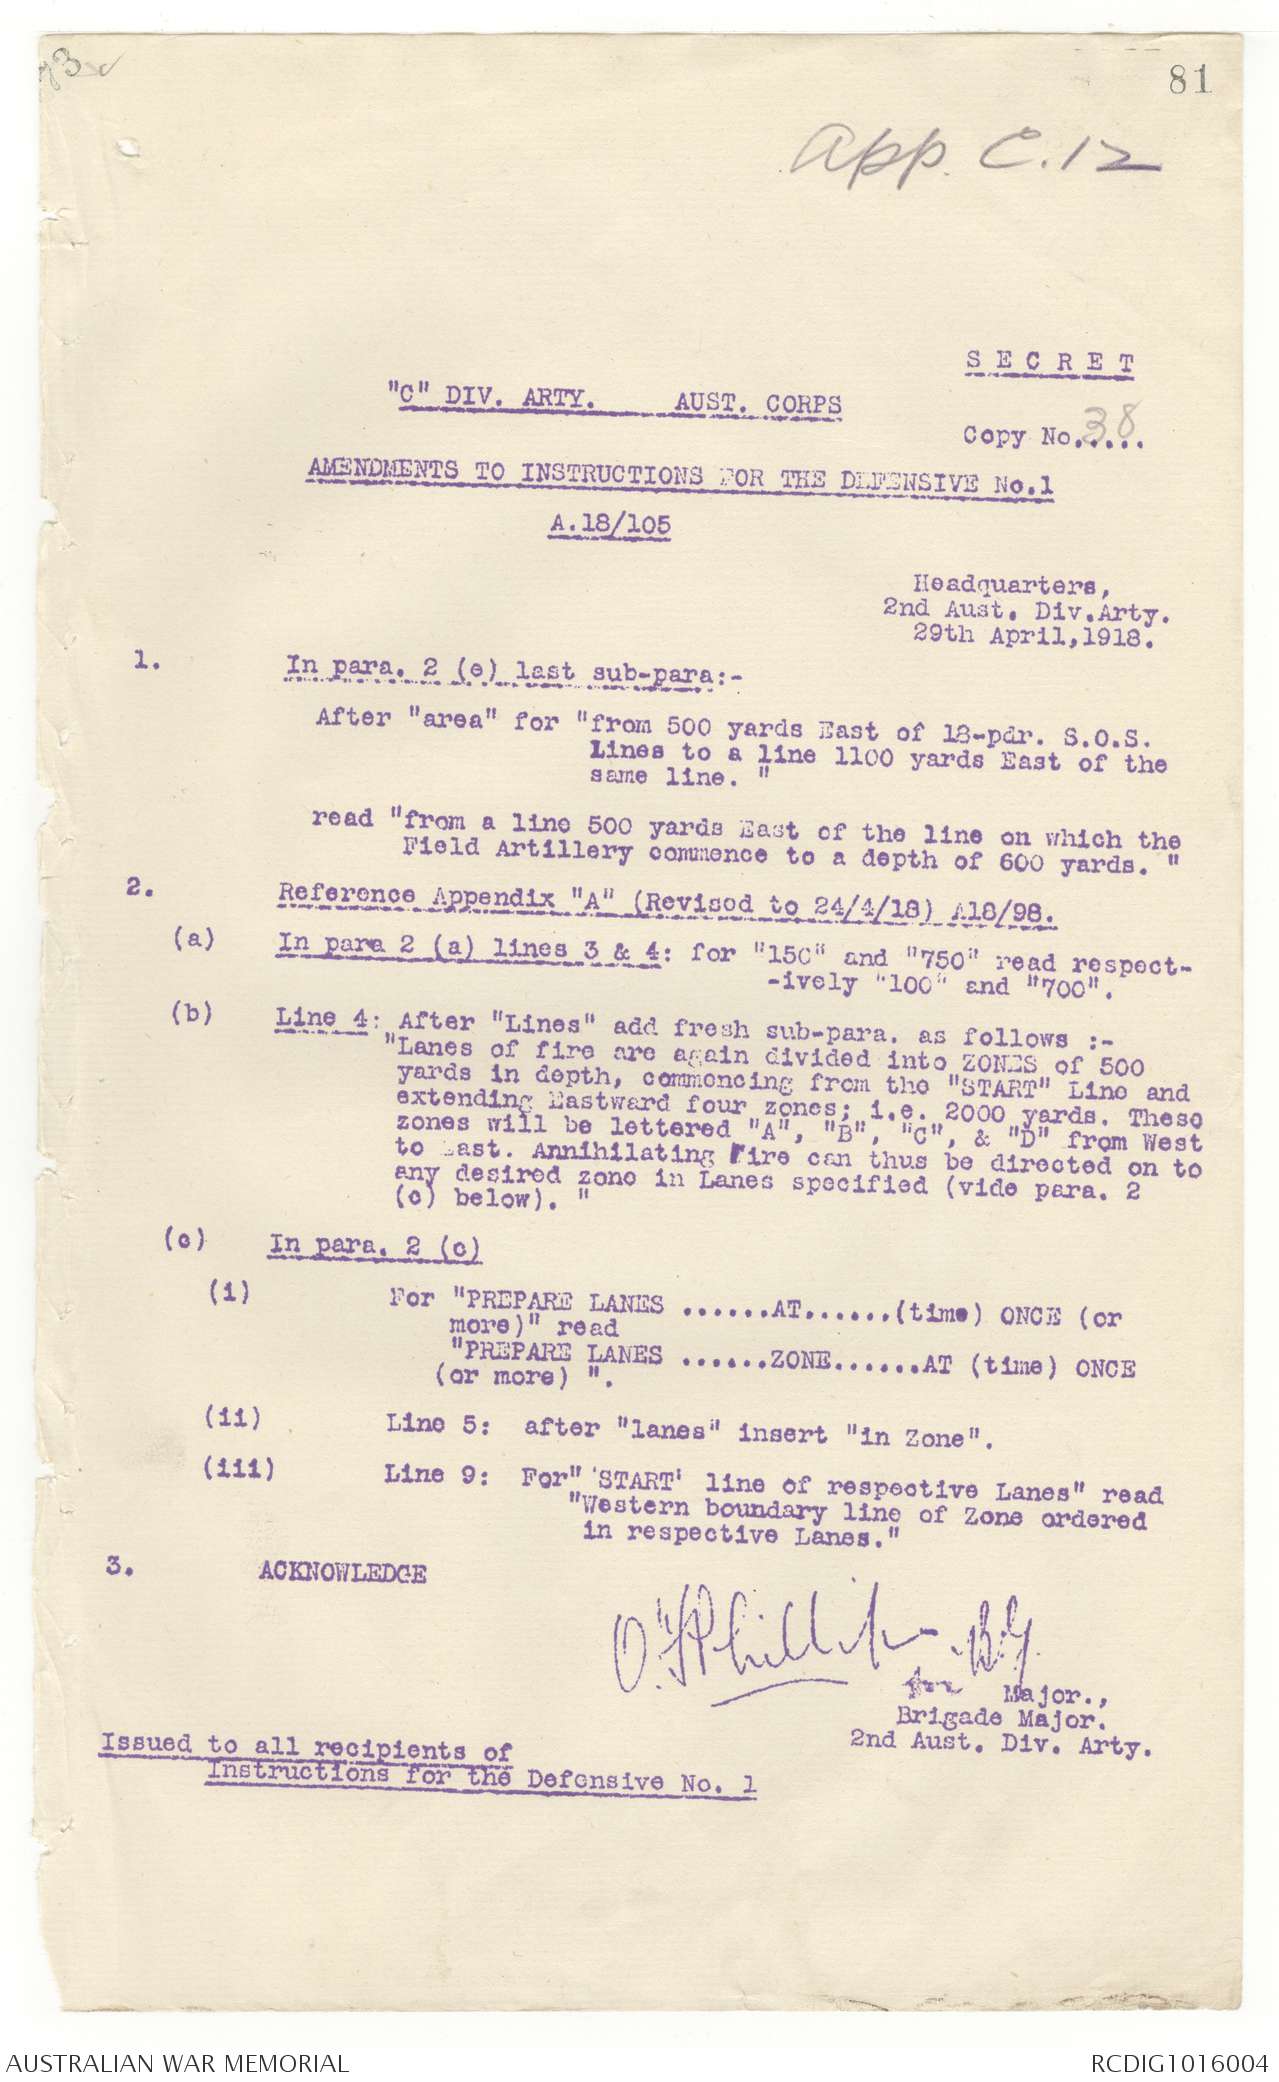 81
App. C.12
S E C R E T
"C" DIV. ARTY. AUST. CORPS
Copy No.38....
AMENDMENTS TO INSTRUCTIONS FOR THE DEFENSIVE No.1
A.18/105
Headquarters,
2nd Aust. Div.Arty.
29th April,1918.
1. In para. 2 (e) last sub-para:-
After "area" for "from 500 yards East of 18-pdr. S.O.S.
Lines to a line 1100 yards East of the
same line. "
read "from a line 500 yards East of the line on which the
Field Artillery commence to a depth of 600 yards. "
2. Reference Appendix "A" (Revised to 24/4/18) A18/98.
(a) In para 2 (a) lines 3 & 4: for "150" and "750" read respect-
-ively "100" and "700".
(b) Line 4: After "Lines" add fresh sub-para. as follows :-
"Lanes of fire are again divided into ZONES of 500
yards in depth, commencing from the "START" Line and
extending Eastward four zones; i.e. 2000 yards. These
zones will be lettered "A", "B", "C", & "D" from West
to East. Annihilating Fire can thus be directed on to
any desired zone in Lanes specified (vide para. 2
(c) below). "
(c) In para. 2 (c)
(i) For "PREPARE LANES ......AT......(time) ONCE (or
more)" read
"PREPARE LANES ......ZONE......AT (time) ONCE
(or more) ".
(ii) Line 5: after "lanes" insert "in Zone".
(iii) Line 9: For" 'START' line of respective Lanes" read
"Western boundary line of Zone ordered
in respective Lanes."
3. ACKNOWLEDGE
O.F Phillips B.G.
for Major.,
Brigade Major.
2nd Aust. Div. Arty.
Issued to all recipients of
Instructions for the Defensive No. 1
AUSTRALIAN WAR MEMORIAL
RCDIG1016004